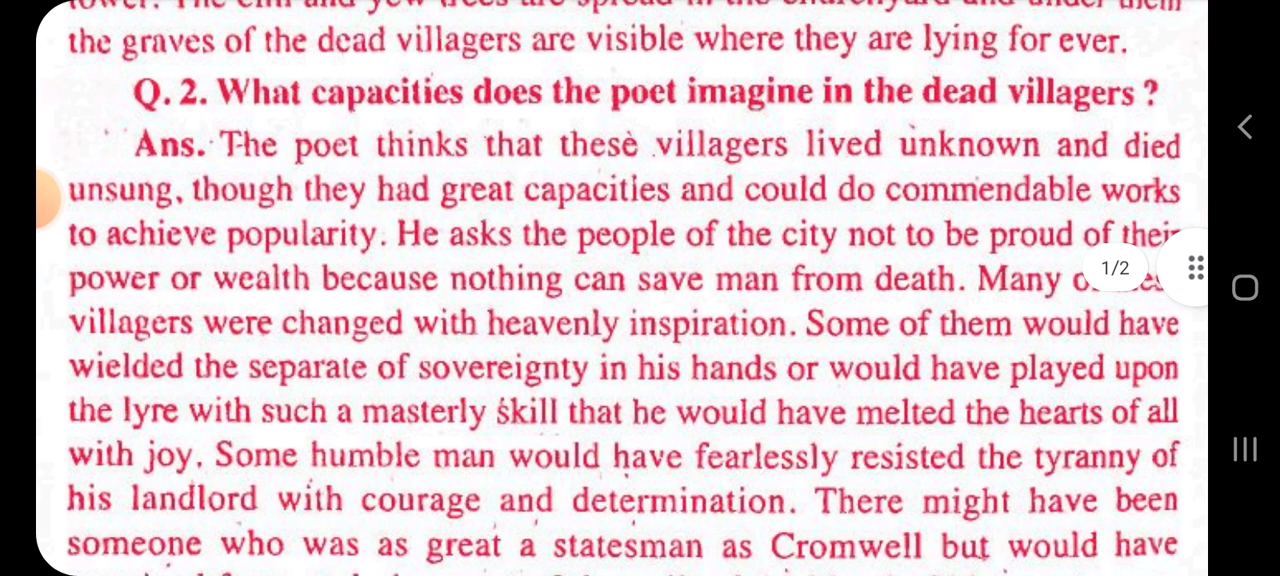 the graves of the dead villagers are visible where they are lying for ever.
Q. 2. What capacities does the poet imagine in the dead villagers ?
Ans. The poet thinks that these villagers lived unknown and died
unsung, though they had great capacities and could do commendable works
to achieve popularity. He asks the people of the city not to be proud of their
power or wealth because nothing can save man from death. Many
1/2
villagers were changed with heavenly inspiration. Some of them would have
wielded the separate of sovereignty in his hands or would have played upon
the lyre with such a masterly skill that he would have melted the hearts of all
with joy. Some humble man would have fearlessly resisted the tyranny of
his landlord with courage and determination. There might have been
someone who was as great a statesman as Cromwell but would have